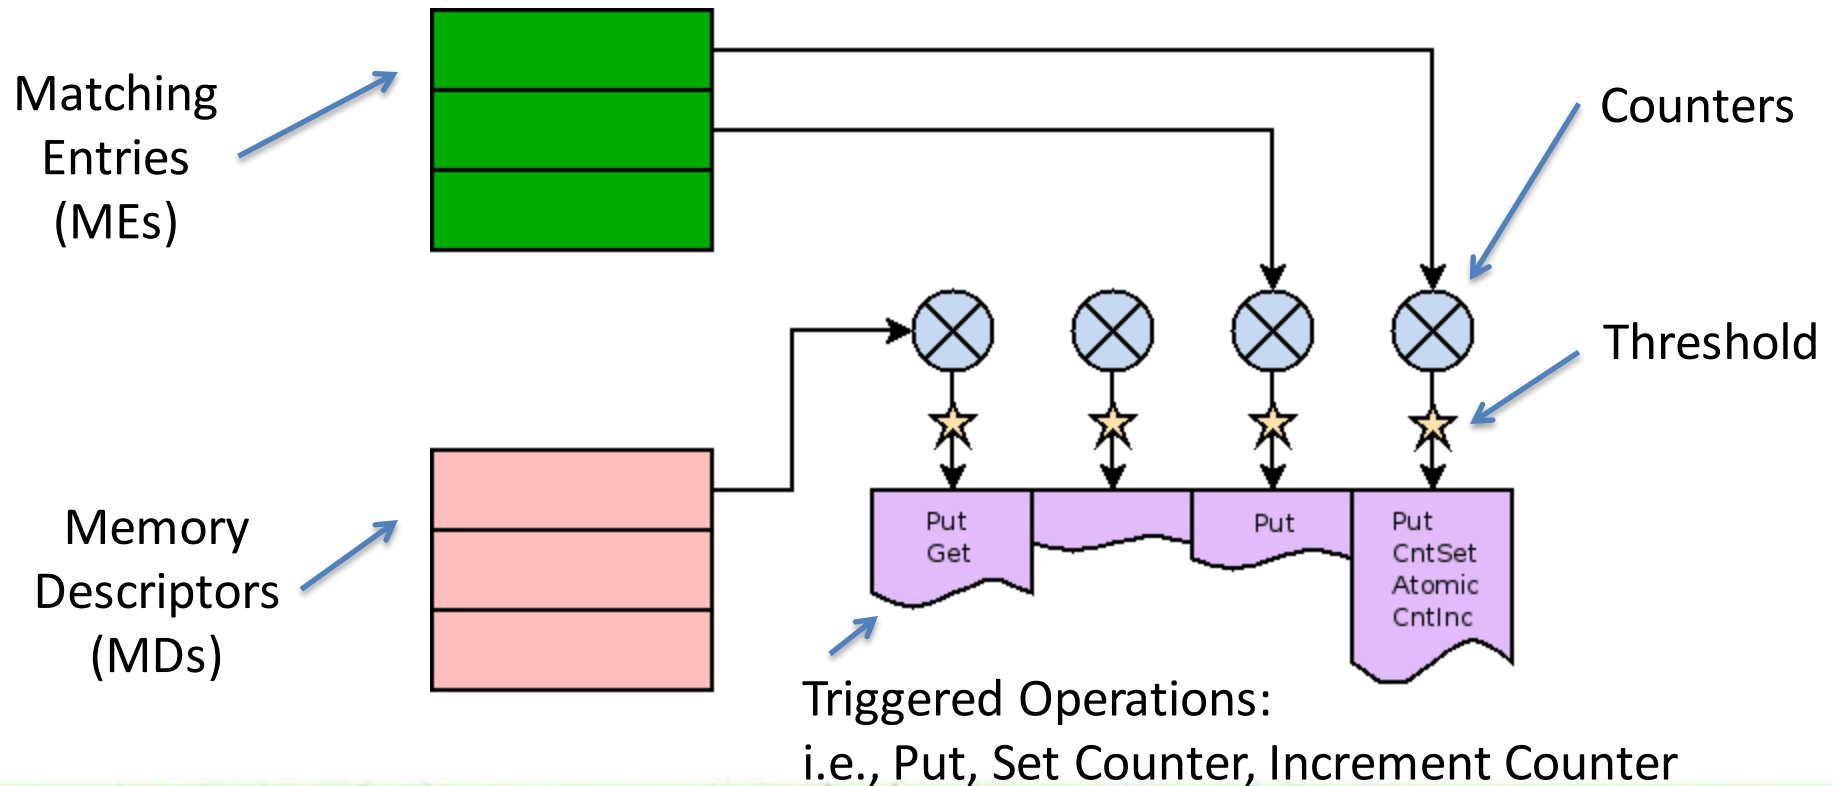 Matching
Entries
(MEs)
Counters
Threshold
Memory
Descriptors
(MDs)
Put
Get
Put
Put
CntSet
Atomic
CntInc
Triggered Operations:
i.e., Put, Set Counter, Increment Counter